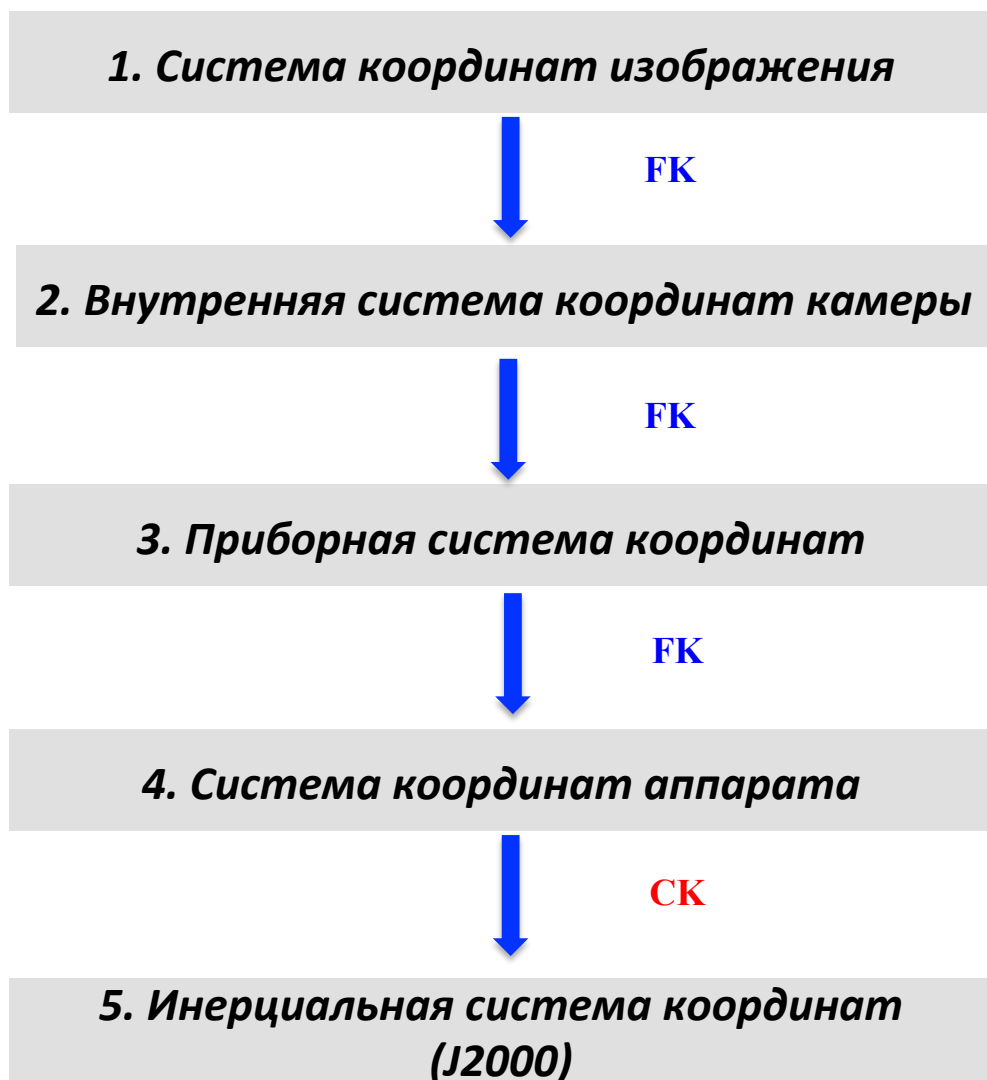 1. Система координат изображения
FK
2. Внутренняя система координат камеры
FK
3. Приборная система координат
FK
4. Система координат аппарата
CK
5. Инерциальная система координат
(J2000)